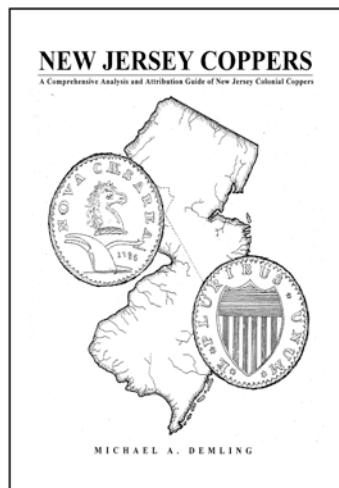 NEW JERSEY COPPERS
A Comprehensive Analysis and Attribution Guide of New Jersey Colonial Coppers
NOVA CÆSAREA
1786
E PLURIBUS UNUM
MICHAEL A. DEMLING